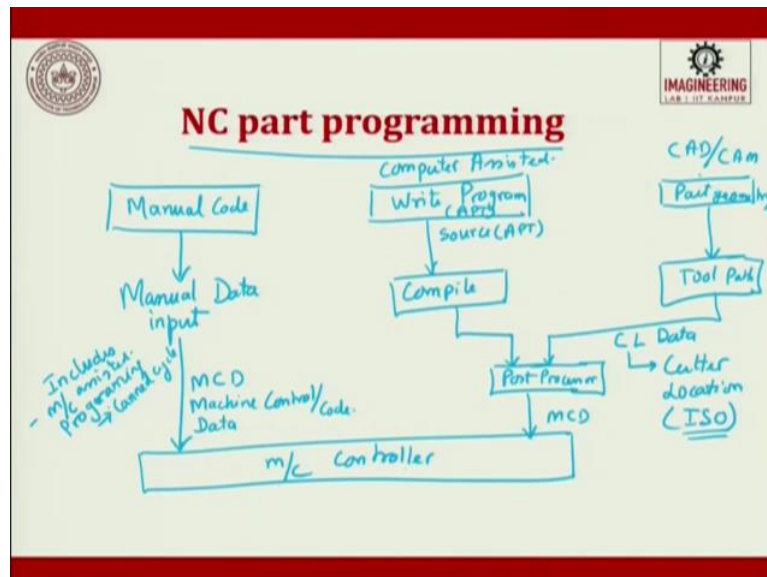 IMAGINEERING
LAB | IIT KANPUR
NC part programming
Computer Assisted.
CAD/CAM
Manual Code
Write Program
(APT)
Part geometry
Source (APT)
Manual Data
input
Compile
Tool Path
Includes
- m/c assisted.
programming
→ Canned cycle
MCD
Machine Control/Code.
Data
Post-Processor
MCD
CL Data
→ Cutter
Location
(ISO)
m/c Controller